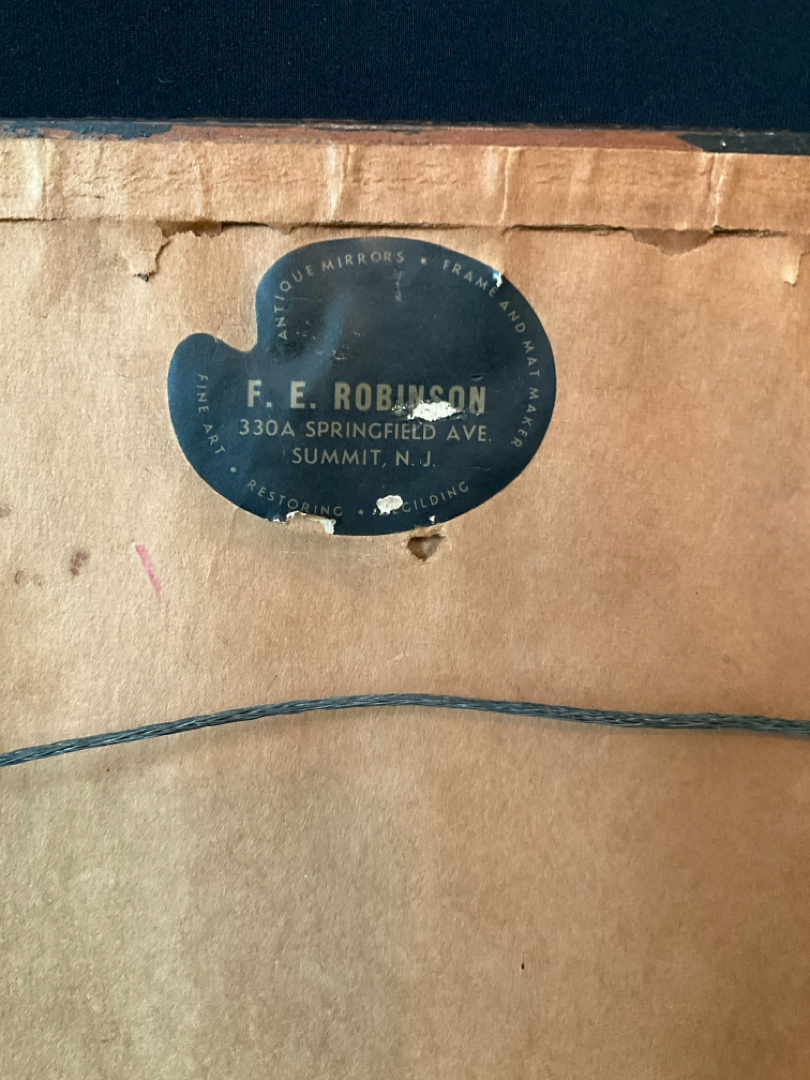 ANTIQUE MIRRORS • FRAME AND MAT MAKER
F. E. ROBINSON
330A SPRINGFIELD AVE.
SUMMIT, N. J.
FINE ART • RESTORING • REGILDING